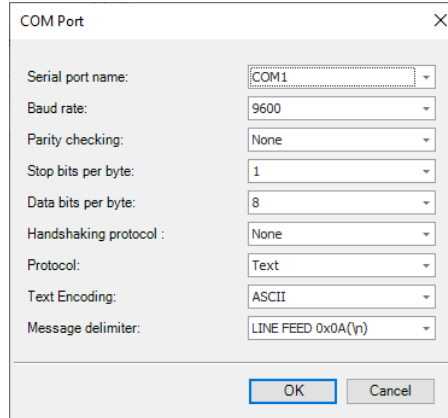 COM Port
Serial port name: COM1
Baud rate: 9600
Parity checking: None
Stop bits per byte: 1
Data bits per byte: 8
Handshaking protocol : None
Protocol: Text
Text Encoding: ASCII
Message delimiter: LINE FEED 0x0A(\n)
OK Cancel